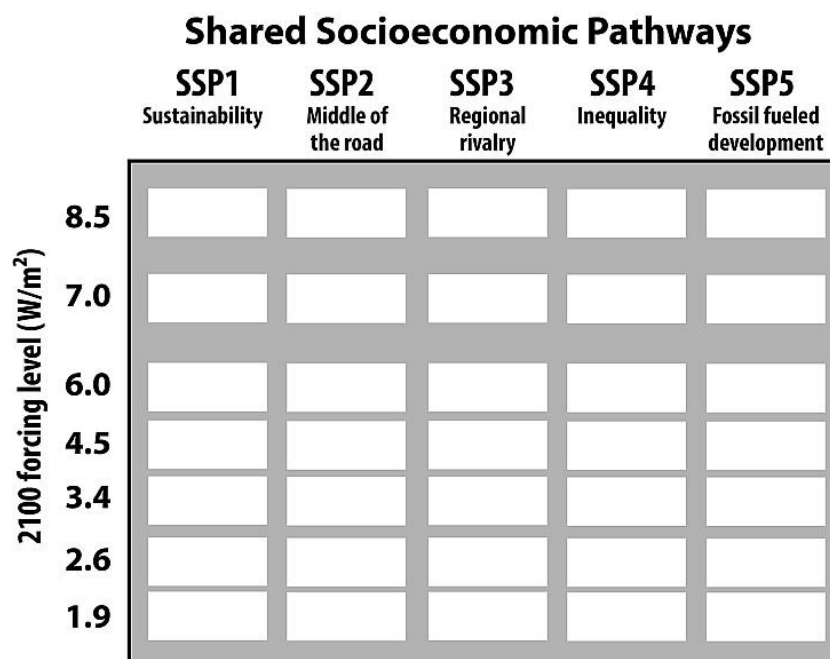 Shared Socioeconomic Pathways
SSP1 SSP2 SSP3 SSP4 SSP5
Sustainability Middle of Regional Inequality Fossil fueled
the road rivalry development
2100 forcing level (W/m²)
8.5
7.0
6.0
4.5
3.4
2.6
1.9